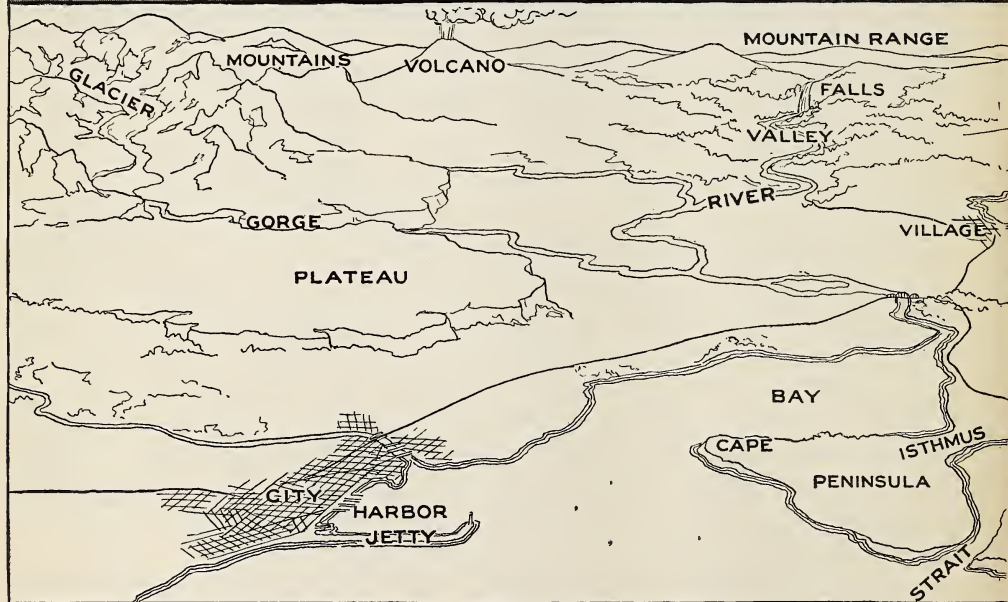 MOUNTAIN RANGE
MOUNTAINS
VOLCANO
GLACIER
FALLS
VALLEY
RIVER
GORGE
VILLAGE
PLATEAU
BAY
CAPE
ISTHMUS
PENINSULA
CITY
HARBOR
JETTY
STRAIT